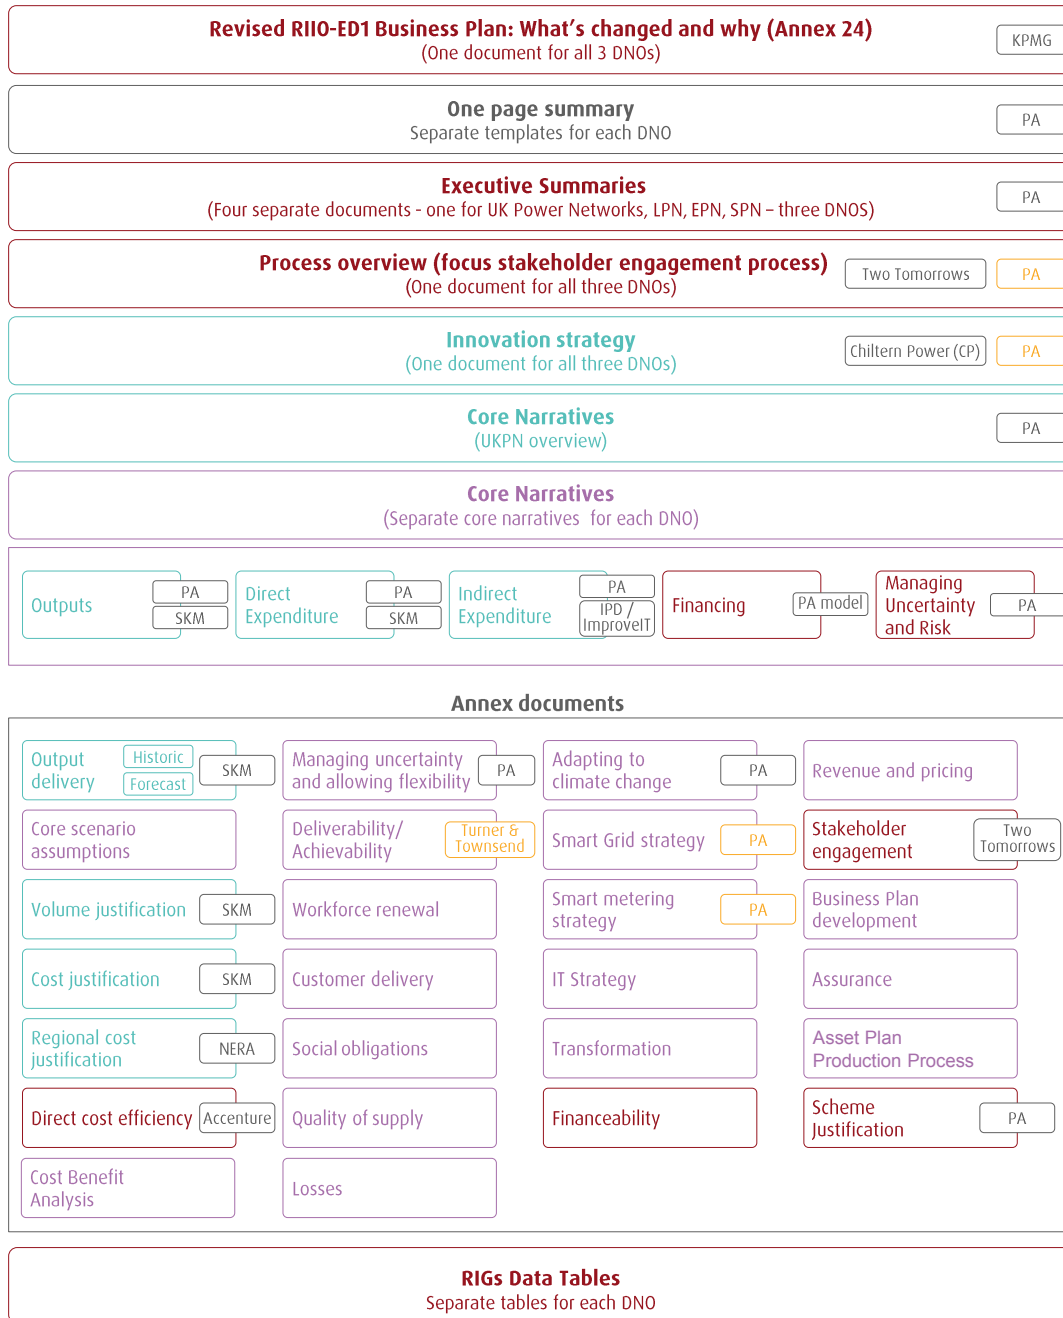 Revised RIIO-ED1 Business Plan: What's changed and why (Annex 24)
(One document for all 3 DNOs)
KPMG
One page summary
Separate templates for each DNO
PA
Executive Summaries
(Four separate documents - one for UK Power Networks, LPN, EPN, SPN – three DNOS)
PA
Process overview (focus stakeholder engagement process)
(One document for all three DNOs)
Two Tomorrows
PA
Innovation strategy
(One document for all three DNOs)
Chiltern Power (CP)
PA
Core Narratives
(UKPN overview)
PA
Core Narratives
(Separate core narratives for each DNO)
Outputs
PA
SKM
Direct
Expenditure
PA
SKM
Indirect
Expenditure
PA
IPD /
ImproveIT
Financing
PA model
Managing
Uncertainty
and Risk
PA
Annex documents
Output
delivery
Historic
Forecast
SKM
Managing uncertainty
and allowing flexibility
PA
Adapting to
climate change
PA
Revenue and pricing
Core scenario
assumptions
Deliverability/
Achievability
Turner &
Townsend
Smart Grid strategy
PA
Stakeholder
engagement
Two
Tomorrows
Volume justification
SKM
Workforce renewal
Smart metering
strategy
PA
Business Plan
development
Cost justification
SKM
Customer delivery
IT Strategy
Assurance
Regional cost
justification
NERA
Social obligations
Transformation
Asset Plan
Production Process
Direct cost efficiency
Accenture
Quality of supply
Financeability
Scheme
Justification
PA
Cost Benefit
Analysis
Losses
RIGs Data Tables
Separate tables for each DNO